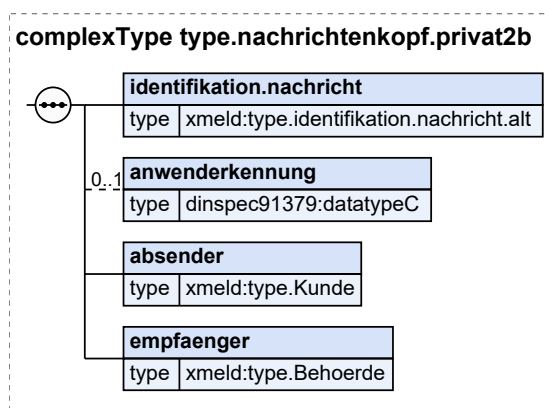 complexType type.nachrichtenkopf.privat2b
identifikation.nachricht
type xmeld:type.identifikation.nachricht.alt
0..1
anwenderkennung
type dinspec91379:datatypeC
absender
type xmeld:type.Kunde
empfaenger
type xmeld:type.Behoerde